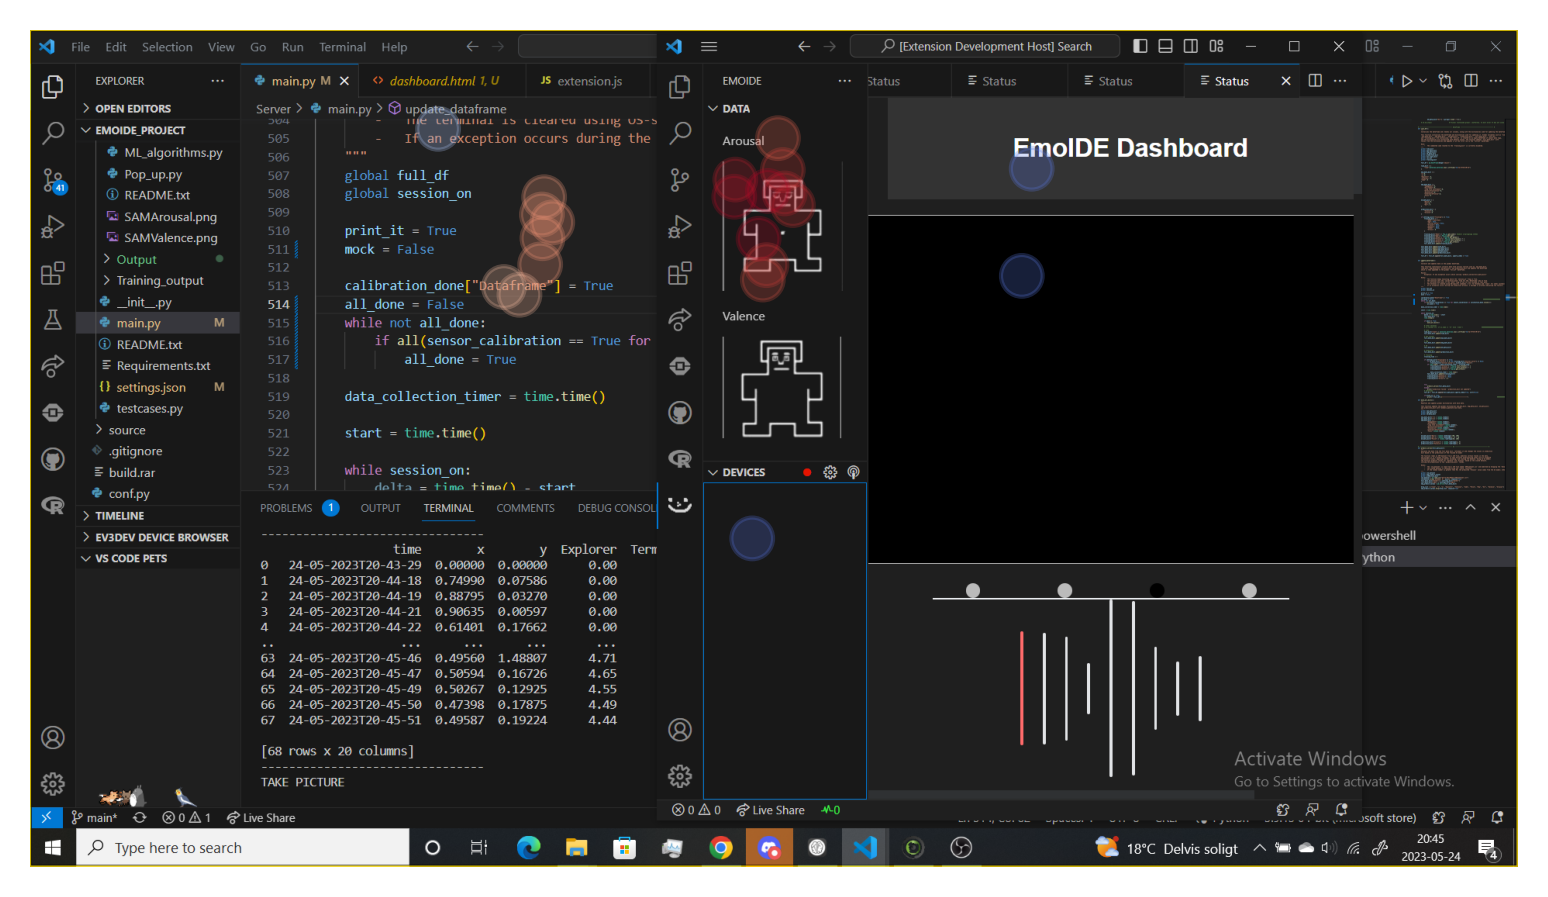 File Edit Selection View Go Run Terminal Help
[Extension Development Host] Search
EXPLORER
main.py M
dashboard.html 1, U
JS extension.js
EMOIDE
Status
Status
Status
Status
OPEN EDITORS
EMOIDE_PROJECT
ML_algorithms.py
Pop_up.py
README.txt
SAMArousal.png
SAMValence.png
Output
Training_output
__init__.py
main.py M
README.txt
Requirements.txt
{} settings.json M
testcases.py
source
.gitignore
build.rar
conf.py
TIMELINE
EV3DEV DEVICE BROWSER
VS CODE PETS
41
Server > main.py > update_dataframe
504 - The terminal is cleared using OS-s
505 - If an exception occurs during the
506 """
507 global full_df
508 global session_on
509
510 print_it = True
511 mock = False
512
513 calibration_done["Dataframe"] = True
514 all_done = False
515 while not all_done:
516 if all(sensor_calibration == True for
517 all_done = True
518
519 data_collection_timer = time.time()
520
521 start = time.time()
522
523 while session_on:
524 delta = time.time() - start
PROBLEMS 1 OUTPUT TERMINAL COMMENTS DEBUG CONSOL
--------------------------------
time x y Explorer Term
0 24-05-2023T20-43-29 0.00000 0.00000 0.00
1 24-05-2023T20-44-18 0.74990 0.07586 0.00
2 24-05-2023T20-44-19 0.88795 0.03270 0.00
3 24-05-2023T20-44-21 0.90635 0.00597 0.00
4 24-05-2023T20-44-22 0.61401 0.17662 0.00
.. ... ... ... ...
63 24-05-2023T20-45-46 0.49560 1.48807 4.71
64 24-05-2023T20-45-47 0.50594 0.16726 4.65
65 24-05-2023T20-45-49 0.50267 0.12925 4.55
66 24-05-2023T20-45-50 0.47398 0.17875 4.49
67 24-05-2023T20-45-51 0.49587 0.19224 4.44
[68 rows x 20 columns]
--------------------------------
TAKE PICTURE
DATA
Arousal
Valence
DEVICES
EmoIDE Dashboard
owershell
ython
Activate Windows
Go to Settings to activate Windows.
0 0 Live Share 0
main* 0 1 Live Share
soft store)
Type here to search
18°C Delvis soligt
20:45
2023-05-24
4